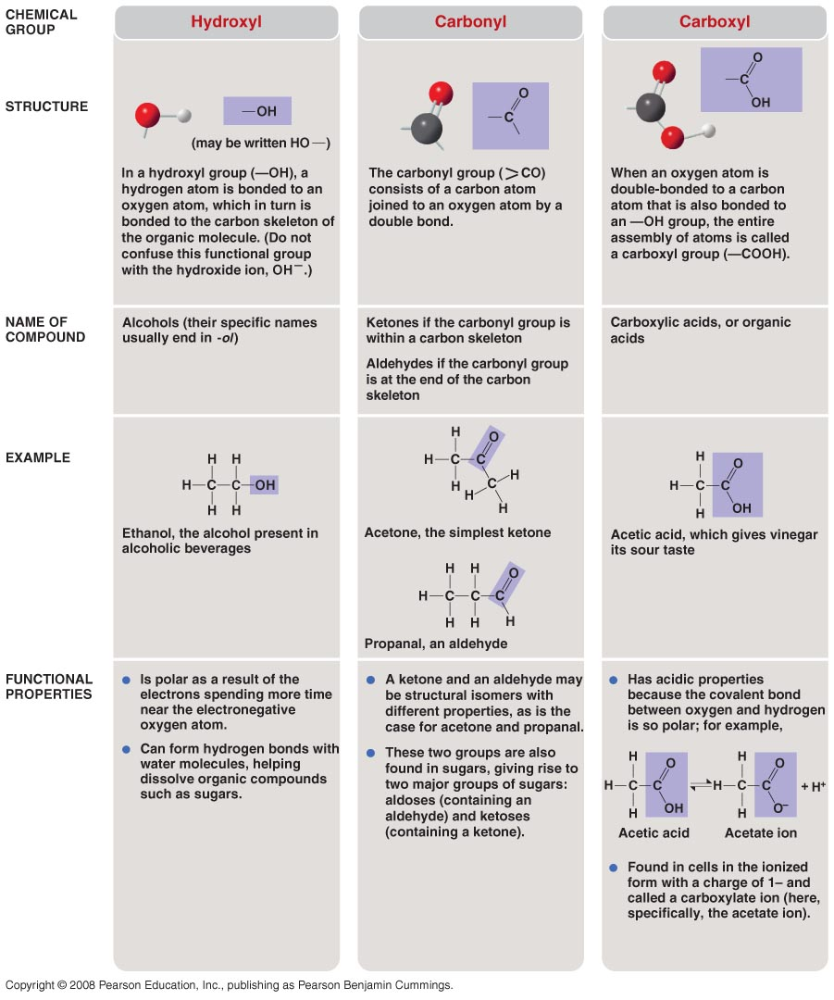 CHEMICAL
GROUP
Hydroxyl
Carbonyl
Carboxyl
STRUCTURE
—OH
(may be written HO—)
In a hydroxyl group (—OH), a
hydrogen atom is bonded to an
oxygen atom, which in turn is
bonded to the carbon skeleton of
the organic molecule. (Do not
confuse this functional group
with the hydroxide ion, OH⁻.)
O
C
The carbonyl group (>CO)
consists of a carbon atom
joined to an oxygen atom by a
double bond.
O
C
OH
When an oxygen atom is
double-bonded to a carbon
atom that is also bonded to
an —OH group, the entire
assembly of atoms is called
a carboxyl group (—COOH).
NAME OF
COMPOUND
Alcohols (their specific names
usually end in -ol)
Ketones if the carbonyl group is
within a carbon skeleton
Aldehydes if the carbonyl group
is at the end of the carbon
skeleton
Carboxylic acids, or organic
acids
EXAMPLE
H H
H—C—C—OH
H H
Ethanol, the alcohol present in
alcoholic beverages
H O
H—C—C
H C—H
H H
Acetone, the simplest ketone
H H O
H—C—C—C
H H H
Propanal, an aldehyde
H O
H—C—C
H OH
Acetic acid, which gives vinegar
its sour taste
FUNCTIONAL
PROPERTIES
● Is polar as a result of the
electrons spending more time
near the electronegative
oxygen atom.
● Can form hydrogen bonds with
water molecules, helping
dissolve organic compounds
such as sugars.
● A ketone and an aldehyde may
be structural isomers with
different properties, as is the
case for acetone and propanal.
● These two groups are also
found in sugars, giving rise to
two major groups of sugars:
aldoses (containing an
aldehyde) and ketoses
(containing a ketone).
● Has acidic properties
because the covalent bond
between oxygen and hydrogen
is so polar; for example,
H O H O
H—C—C ⇌ H—C—C + H⁺
H OH H O⁻
Acetic acid Acetate ion
● Found in cells in the ionized
form with a charge of 1– and
called a carboxylate ion (here,
specifically, the acetate ion).
Copyright © 2008 Pearson Education, Inc., publishing as Pearson Benjamin Cummings.